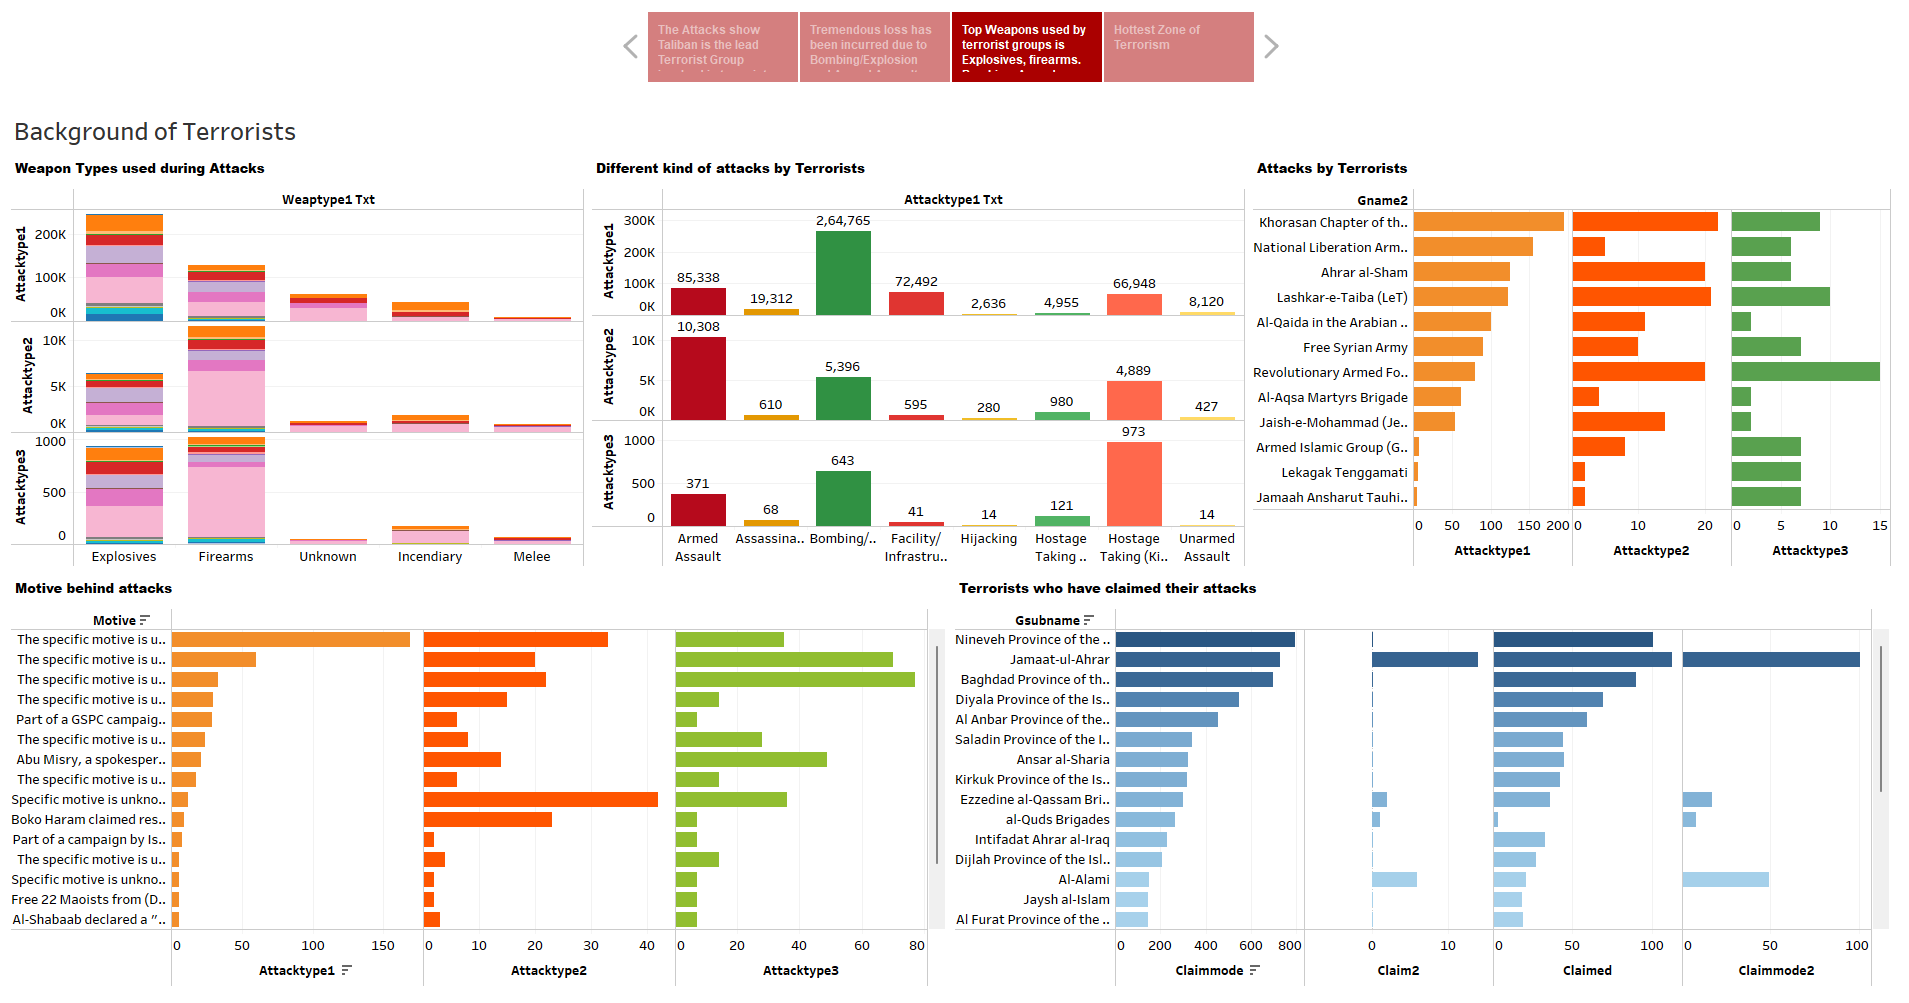 The Attacks show
Taliban is the lead
Terrorist Group
Tremendous loss has
been incurred due to
Bombing/Explosion
Top Weapons used by
terrorist groups is
Explosives, firearms.
Hottest Zone of
Terrorism
Background of Terrorists
Weapon Types used during Attacks
Weaptype1 Txt
Attacktype1
200K
100K
0K
Attacktype2
10K
5K
0K
Attacktype3
1000
500
0
Explosives
Firearms
Unknown
Incendiary
Melee
Different kind of attacks by Terrorists
Attacktype1 Txt
Attacktype1
300K
200K
100K
0K
85,338
19,312
2,64,765
72,492
2,636
4,955
66,948
8,120
Attacktype2
10K
5K
0K
10,308
610
5,396
595
280
980
4,889
427
Attacktype3
1000
500
0
371
68
643
41
14
121
973
14
Armed
Assault
Assassina..
Bombing/..
Facility/
Infrastru..
Hijacking
Hostage
Taking ..
Hostage
Taking (Ki..
Unarmed
Assault
Attacks by Terrorists
Gname2
Khorasan Chapter of th..
National Liberation Arm..
Ahrar al-Sham
Lashkar-e-Taiba (LeT)
Al-Qaida in the Arabian ..
Free Syrian Army
Revolutionary Armed Fo..
Al-Aqsa Martyrs Brigade
Jaish-e-Mohammad (Je..
Armed Islamic Group (G..
Lekagak Tenggamati
Jamaah Ansharut Tauhi..
0 50 100 150 200
0 10 20
0 5 10 15
Attacktype1
Attacktype2
Attacktype3
Motive behind attacks
Motive
The specific motive is u..
The specific motive is u..
The specific motive is u..
The specific motive is u..
Part of a GSPC campaig..
The specific motive is u..
Abu Misry, a spokesper..
The specific motive is u..
Specific motive is unkno..
Boko Haram claimed res..
Part of a campaign by Is..
The specific motive is u..
Specific motive is unkno..
Free 22 Maoists from (D..
Al-Shabaab declared a "..
0 50 100 150
0 10 20 30 40
0 20 40 60 80
Attacktype1
Attacktype2
Attacktype3
Terrorists who have claimed their attacks
Gsubname
Nineveh Province of the ..
Jamaat-ul-Ahrar
Baghdad Province of th..
Diyala Province of the Is..
Al Anbar Province of the..
Saladin Province of the I..
Ansar al-Sharia
Kirkuk Province of the Is..
Ezzedine al-Qassam Bri..
al-Quds Brigades
Intifadat Ahrar al-Iraq
Dijlah Province of the Isl..
Al-Alami
Jaysh al-Islam
Al Furat Province of the ..
0 200 400 600 800
0 10
0 50 100
0 50 100
Claimmode
Claim2
Claimed
Claimmode2